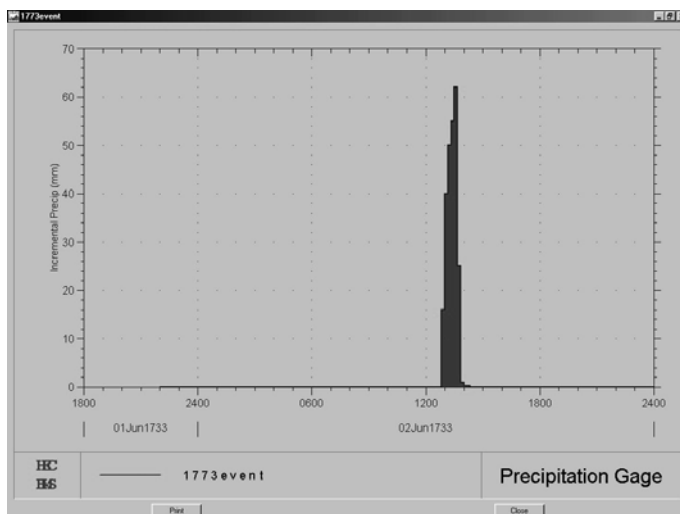 1773event
70
60
50
40
30
20
10
0
Incremental Precip (mm)
1800 2400 0600 1200 1800 2400
| 01Jun1733 | 02Jun1733 |
HEC
HMS
1773event
Precipitation Gage
Print Close